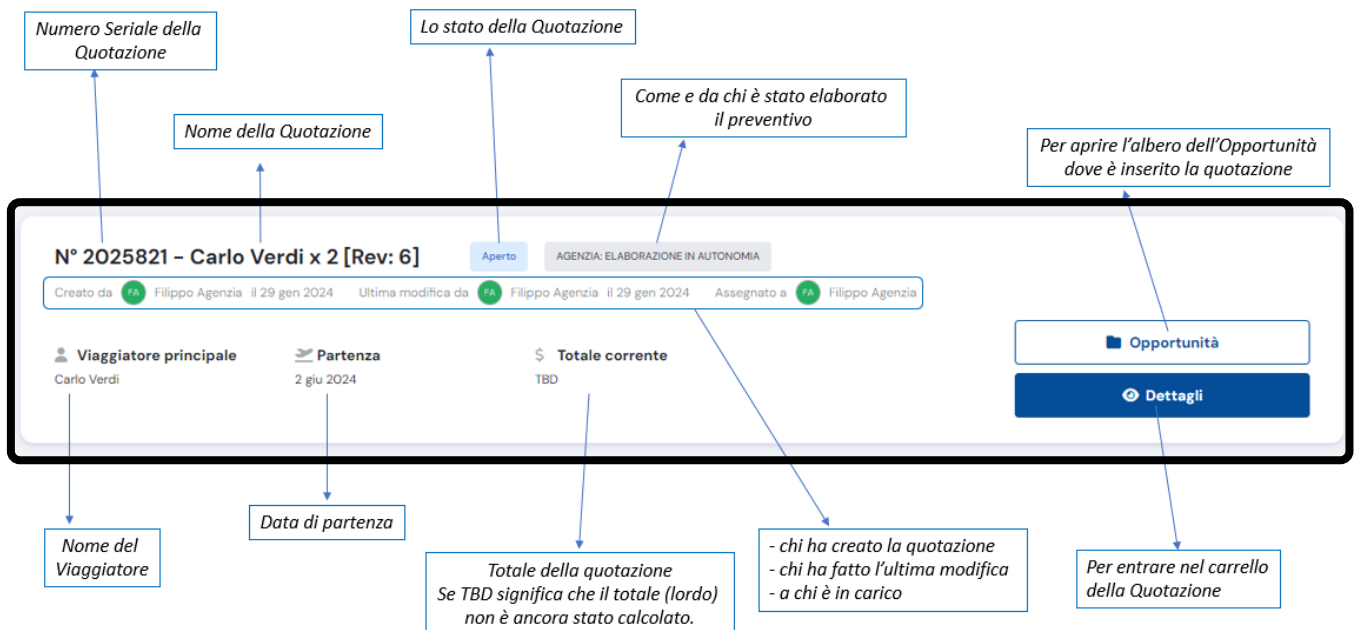 Numero Seriale della
Quotazione
Lo stato della Quotazione
Come e da chi è stato elaborato
il preventivo
Nome della Quotazione
Per aprire l'albero dell'Opportunità
dove è inserito la quotazione
N° 2025821 - Carlo Verdi x 2 [Rev: 6]
Aperto
AGENZIA: ELABORAZIONE IN AUTONOMIA
Creato da FA Filippo Agenzia il 29 gen 2024 Ultima modifica da FA Filippo Agenzia il 29 gen 2024 Assegnato a FA Filippo Agenzia
Viaggiatore principale
Partenza
$ Totale corrente
Carlo Verdi
2 giu 2024
TBD
Opportunità
Dettagli
Nome del
Viaggiatore
Data di partenza
Totale della quotazione
Se TBD significa che il totale (lordo)
non è ancora stato calcolato.
- chi ha creato la quotazione
- chi ha fatto l'ultima modifica
- a chi è in carico
Per entrare nel carrello
della Quotazione